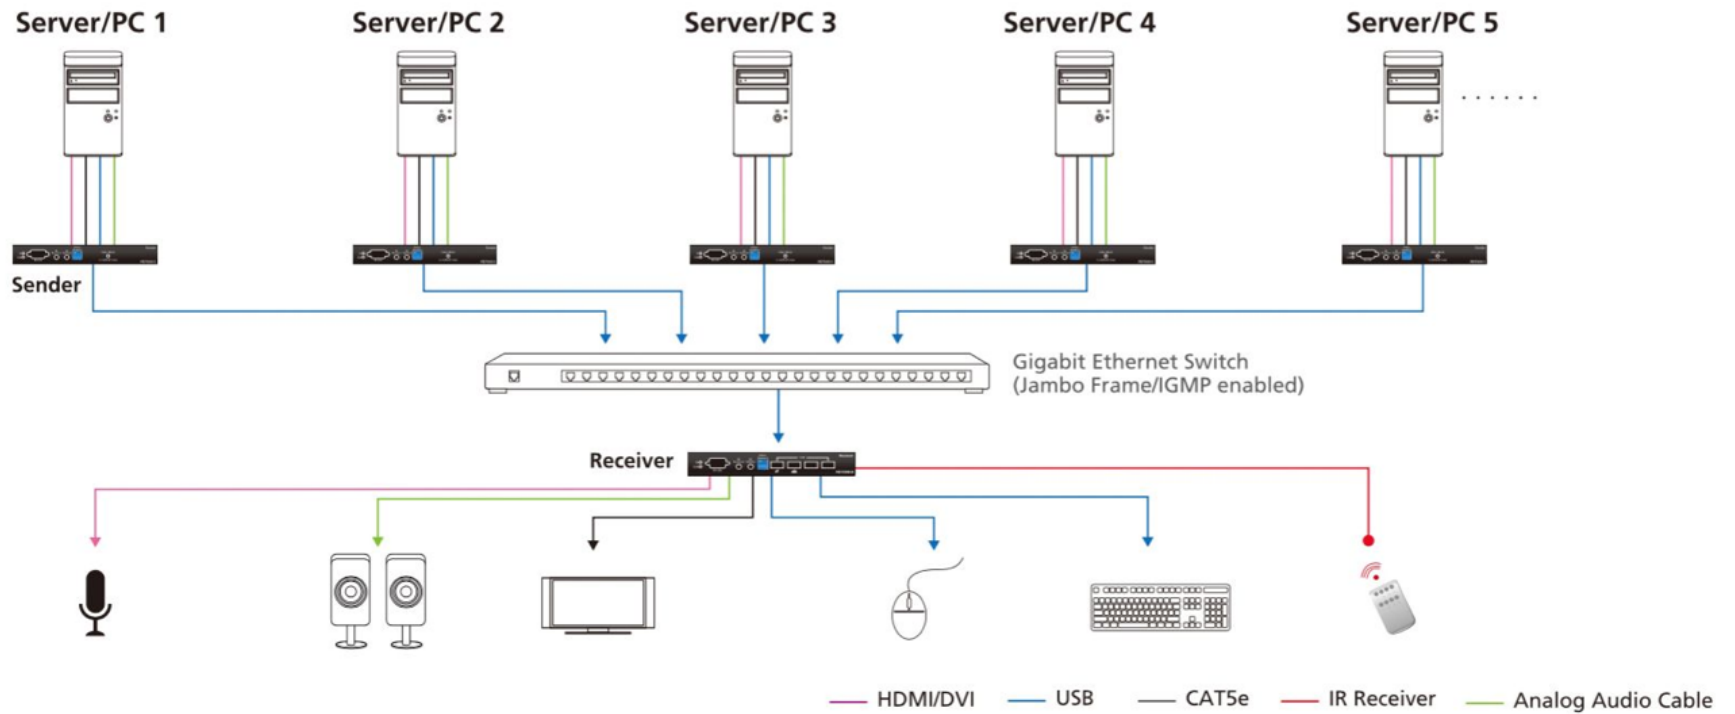 Server/PC 1
Server/PC 2
Server/PC 3
Server/PC 4
Server/PC 5
. . . . . .
Sender
Gigabit Ethernet Switch
(Jambo Frame/IGMP enabled)
Receiver
HDMI/DVI
USB
CAT5e
IR Receiver
Analog Audio Cable